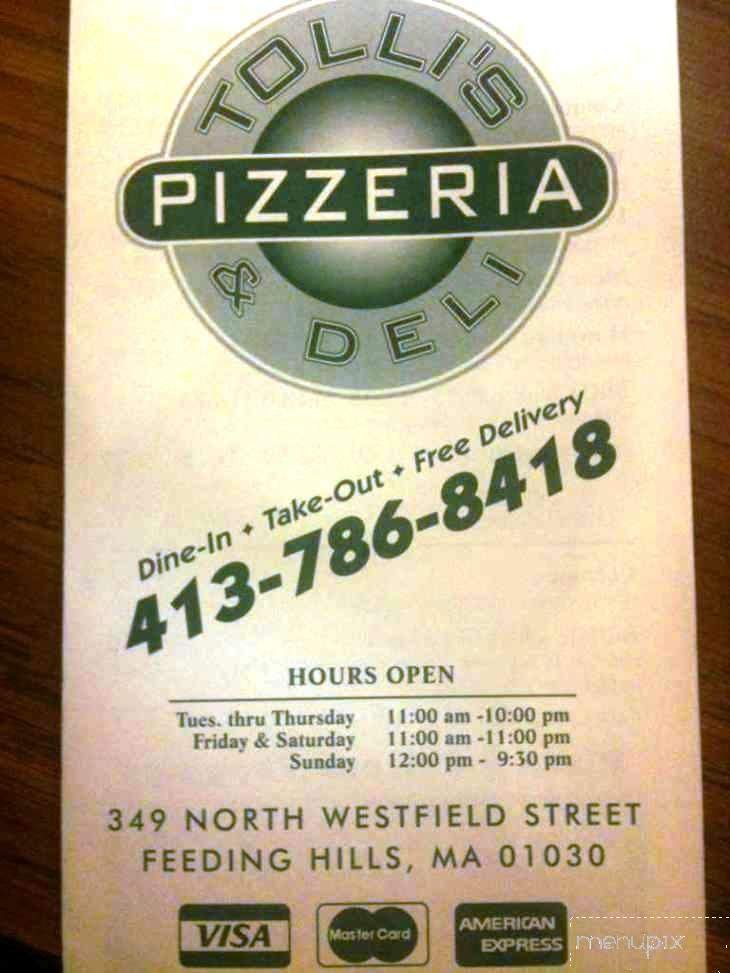 TOLLI'S
PIZZERIA
& DELI
Dine-In ✦ Take-Out ✦ Free Delivery
413-786-8418
HOURS OPEN
Tues. thru Thursday 11:00 am -10:00 pm
Friday & Saturday 11:00 am -11:00 pm
Sunday 12:00 pm - 9:30 pm
349 NORTH WESTFIELD STREET
FEEDING HILLS, MA 01030
VISA
MasterCard
AMERICAN
EXPRESS
menupix